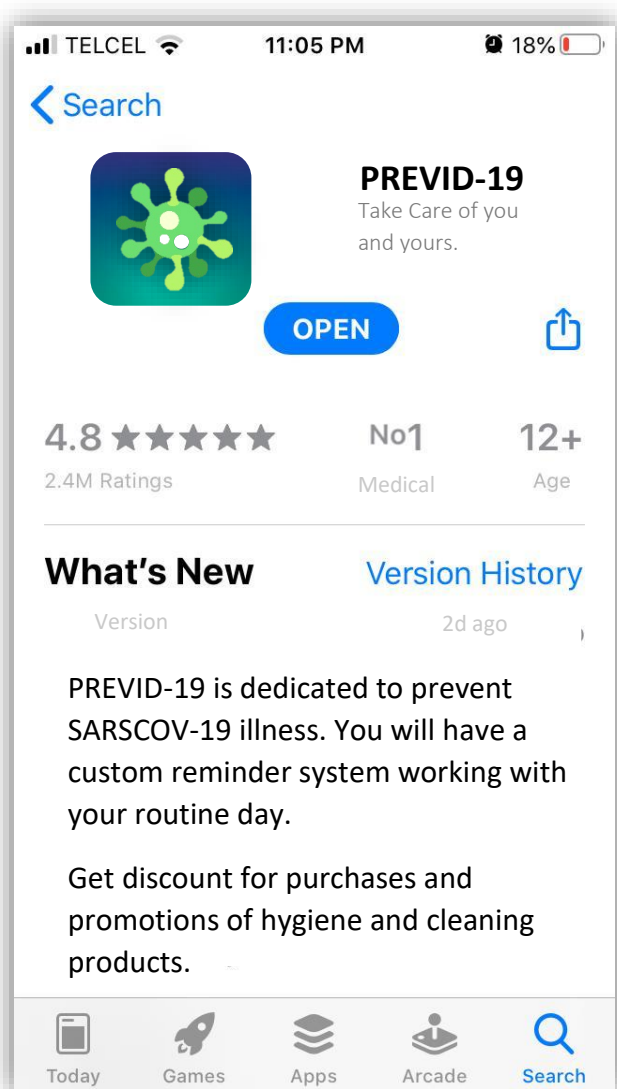 TELCEL 11:05 PM 18%
Search
PREVID-19
Take Care of you
and yours.
OPEN
4.8 No1 12+
2.4M Ratings Medical Age
What's New Version History
Version 2d ago
PREVID-19 is dedicated to prevent
SARSCOV-19 illness. You will have a
custom reminder system working with
your routine day.
Get discount for purchases and
promotions of hygiene and cleaning
products.
Today Games Apps Arcade Search